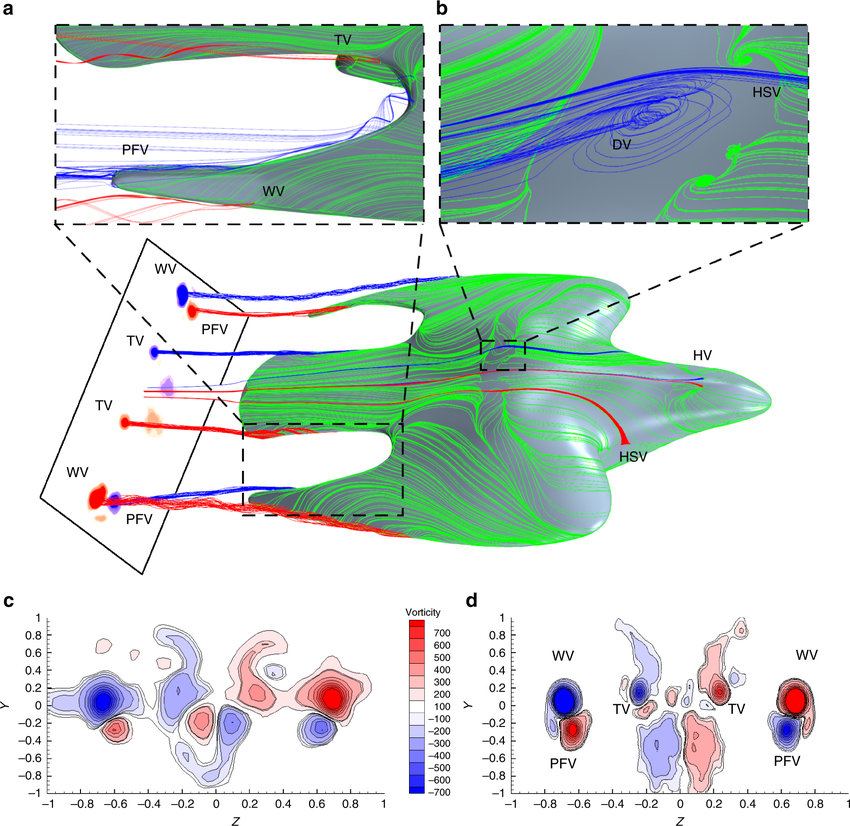 a
b
TV
PFV
WV
HSV
DV
WV
PFV
TV
TV
WV
PFV
HV
HSV
c
d
1
0.8
0.6
0.4
0.2
0
−0.2
−0.4
−0.6
−0.8
−1
Y
−1 −0.8 −0.6 −0.4 −0.2 0 0.2 0.4 0.6 0.8 1
Z
Vorticity
700
600
500
400
300
200
100
−100
−200
−300
−400
−500
−600
−700
1
0.8
0.6
0.4
0.2
0
−0.2
−0.4
−0.6
−0.8
−1
Y
WV
WV
TV
TV
PFV
PFV
−1 −0.8 −0.6 −0.4 −0.2 0 0.2 0.4 0.6 0.8 1
Z